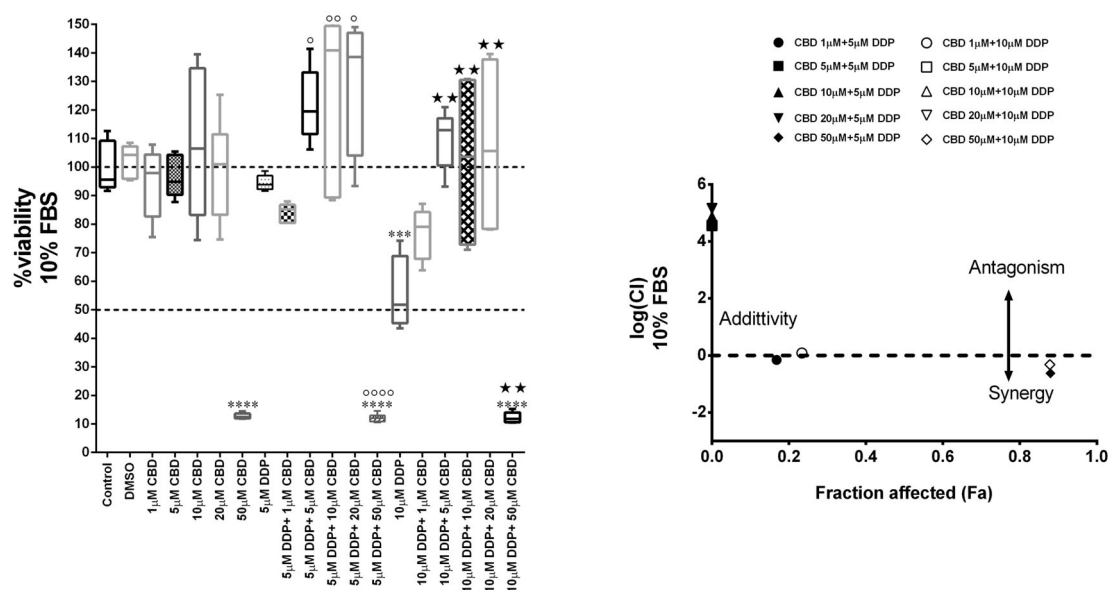 %viability
10% FBS
150
140
130
120
110
100
90
80
70
60
50
40
30
20
10
0
****
***
****
****
★★
★★
★★
★★
Control
DMSO
1μM CBD
5μM CBD
10μM CBD
20μM CBD
50μM CBD
5μM DDP
5μM DDP+ 1μM CBD
5μM DDP+ 5μM CBD
5μM DDP+ 10μM CBD
5μM DDP+ 20μM CBD
5μM DDP+ 50μM CBD
10μM DDP
10μM DDP+ 1μM CBD
10μM DDP+ 5μM CBD
10μM DDP+ 10μM CBD
10μM DDP+ 20μM CBD
10μM DDP+ 50μM CBD
CBD 1μM+5μM DDP
CBD 5μM+5μM DDP
CBD 10μM+5μM DDP
CBD 20μM+5μM DDP
CBD 50μM+5μM DDP
CBD 1μM+10μM DDP
CBD 5μM+10μM DDP
CBD 10μM+10μM DDP
CBD 20μM+10μM DDP
CBD 50μM+10μM DDP
log(CI)
10% FBS
6
4
2
0
-2
Addittivity
Antagonism
Synergy
0.0
0.2
0.4
0.6
0.8
1.0
Fraction affected (Fa)